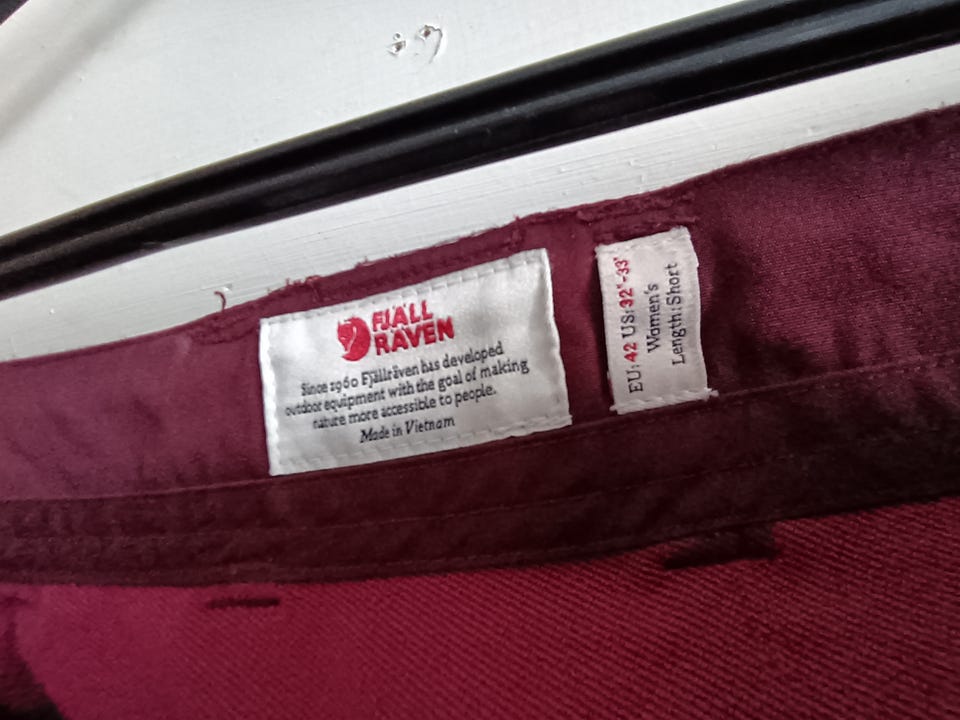 FJÄLL
RÄVEN
Since 1960 Fjällräven has developed
outdoor equipment with the goal of making
nature more accessible to people.
Made in Vietnam
EU: 42 US: 32"-33"
Women's
Length: Short